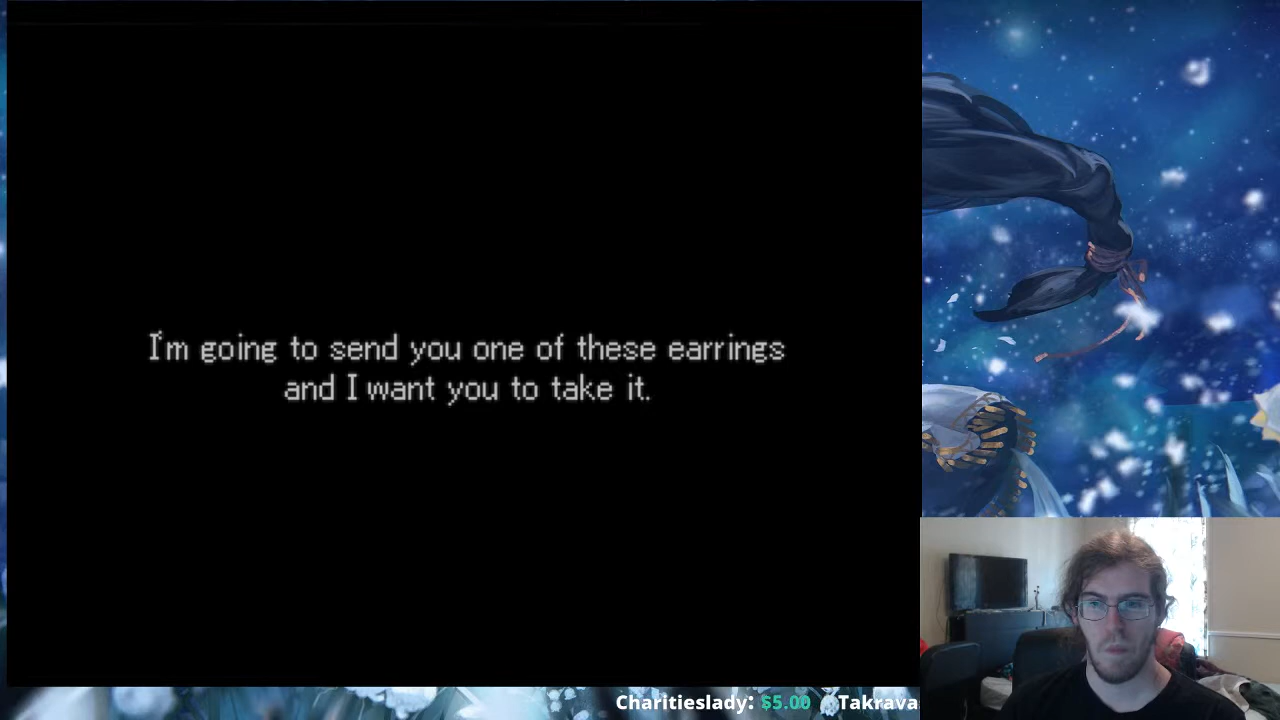 I'm going to send you one of these earrings
and I want you to take it.
Charitieslady: $5.00 Takrava